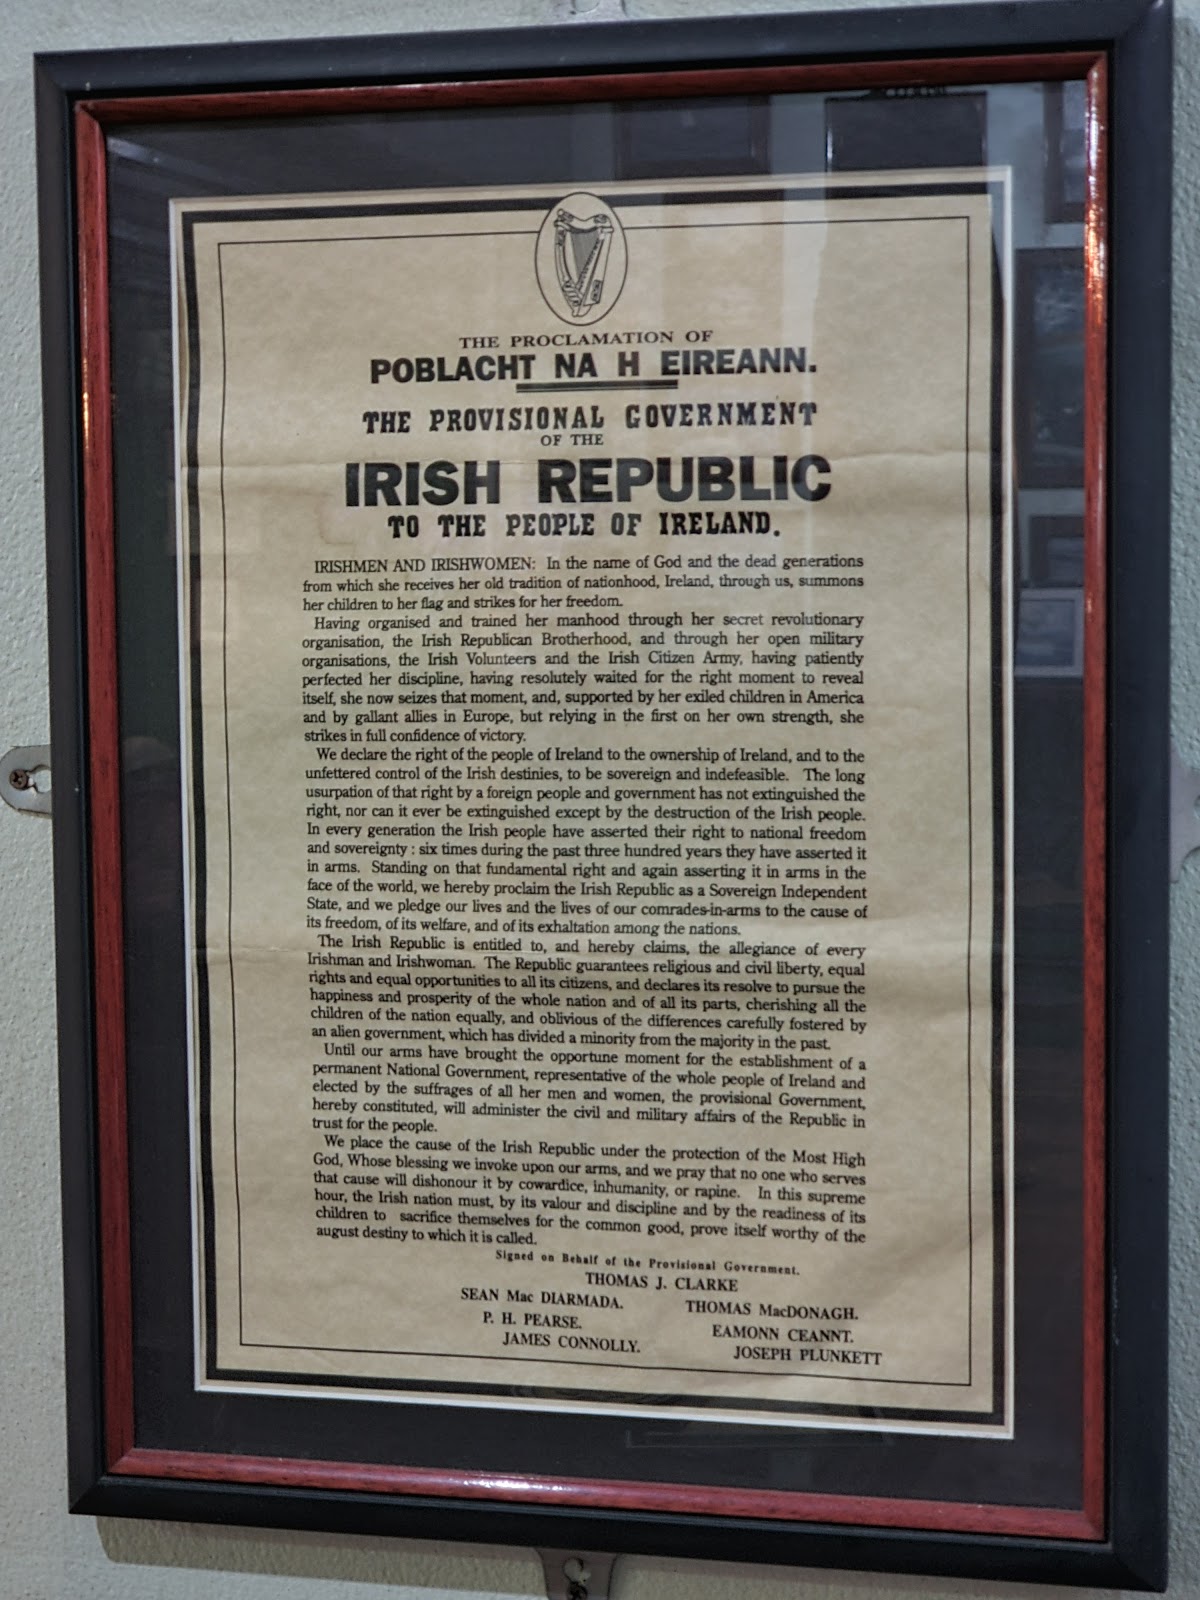 THE PROCLAMATION OF
POBLACHT NA H EIREANN.
THE PROVISIONAL GOVERNMENT
OF THE
IRISH REPUBLIC
TO THE PEOPLE OF IRELAND.
IRISHMEN AND IRISHWOMEN: In the name of God and the dead generations
from which she receives her old tradition of nationhood, Ireland, through us, summons
her children to her flag and strikes for her freedom.
Having organised and trained her manhood through her secret revolutionary
organisation, the Irish Republican Brotherhood, and through her open military
organisations, the Irish Volunteers and the Irish Citizen Army, having patiently
perfected her discipline, having resolutely waited for the right moment to reveal
itself, she now seizes that moment, and, supported by her exiled children in America
and by gallant allies in Europe, but relying in the first on her own strength, she
strikes in full confidence of victory.
We declare the right of the people of Ireland to the ownership of Ireland, and to the
unfettered control of the Irish destinies, to be sovereign and indefeasible. The long
usurpation of that right by a foreign people and government has not extinguished the
right, nor can it ever be extinguished except by the destruction of the Irish people.
In every generation the Irish people have asserted their right to national freedom
and sovereignty : six times during the past three hundred years they have asserted it
in arms. Standing on that fundamental right and again asserting it in arms in the
face of the world, we hereby proclaim the Irish Republic as a Sovereign Independent
State, and we pledge our lives and the lives of our comrades-in-arms to the cause of
its freedom, of its welfare, and of its exhaltation among the nations.
The Irish Republic is entitled to, and hereby claims, the allegiance of every
Irishman and Irishwoman. The Republic guarantees religious and civil liberty, equal
rights and equal opportunities to all its citizens, and declares its resolve to pursue the
happiness and prosperity of the whole nation and of all its parts, cherishing all the
children of the nation equally, and oblivious of the differences carefully fostered by
an alien government, which has divided a minority from the majority in the past.
Until our arms have brought the opportune moment for the establishment of a
permanent National Government, representative of the whole people of Ireland and
elected by the suffrages of all her men and women, the provisional Government,
hereby constituted, will administer the civil and military affairs of the Republic in
trust for the people.
We place the cause of the Irish Republic under the protection of the Most High
God, Whose blessing we invoke upon our arms, and we pray that no one who serves
that cause will dishonour it by cowardice, inhumanity, or rapine. In this supreme
hour, the Irish nation must, by its valour and discipline and by the readiness of its
children to sacrifice themselves for the common good, prove itself worthy of the
august destiny to which it is called.
Signed on Behalf of the Provisional Government.
THOMAS J. CLARKE
SEAN Mac DIARMADA. THOMAS MacDONAGH.
P. H. PEARSE. EAMONN CEANNT.
JAMES CONNOLLY. JOSEPH PLUNKETT